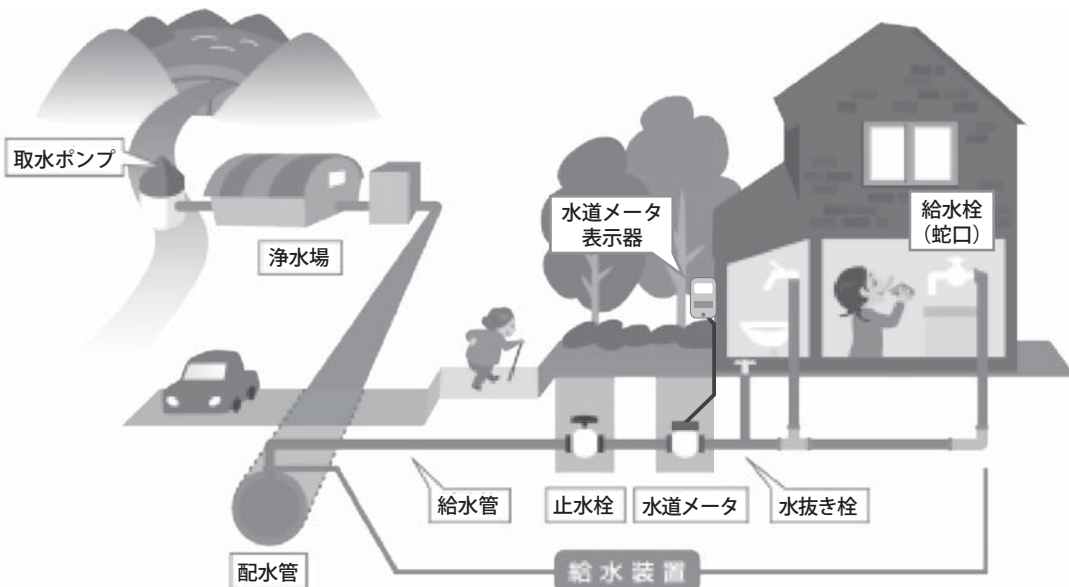 取水ポンプ
浄水場
水道メータ
表示器
給水栓
(蛇口)
給水管
止水栓
水道メータ
水抜き栓
配水管
給水装置